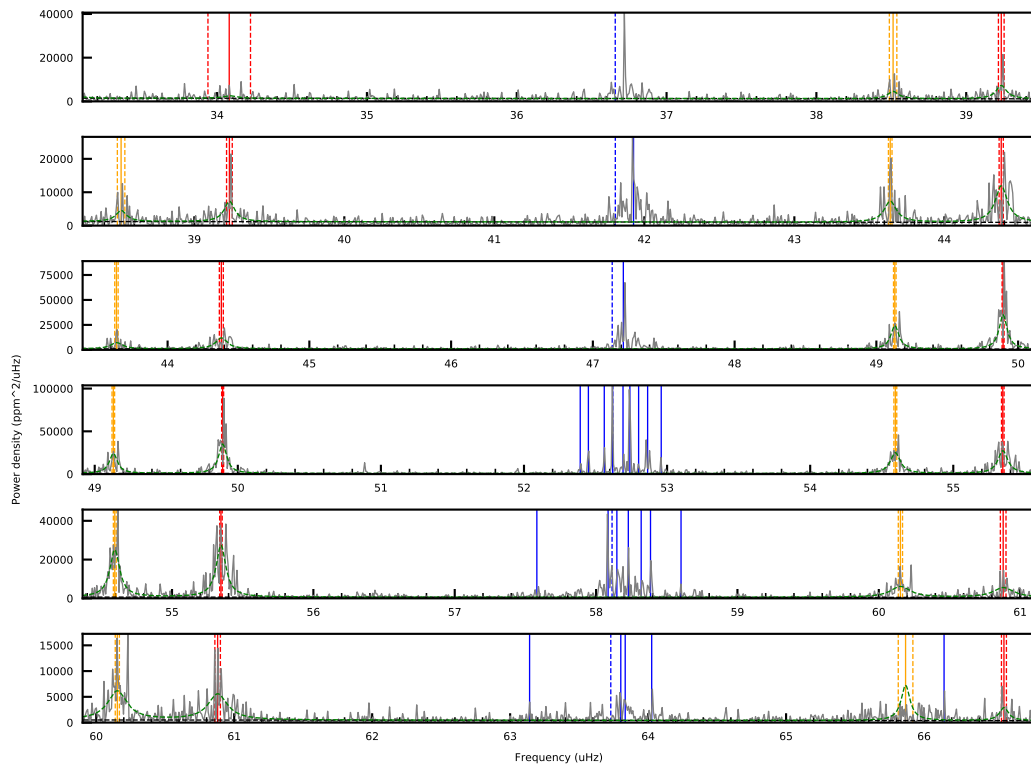 40000
20000
0
34 35 36 37 38 39
20000
10000
0
39 40 41 42 43 44
75000
50000
25000
0
44 45 46 47 48 49 50
Power density (ppm^2/uHz)
100000
50000
0
49 50 51 52 53 54 55
40000
20000
0
55 56 57 58 59 60 61
15000
10000
5000
0
60 61 62 63 64 65 66
Frequency (uHz)